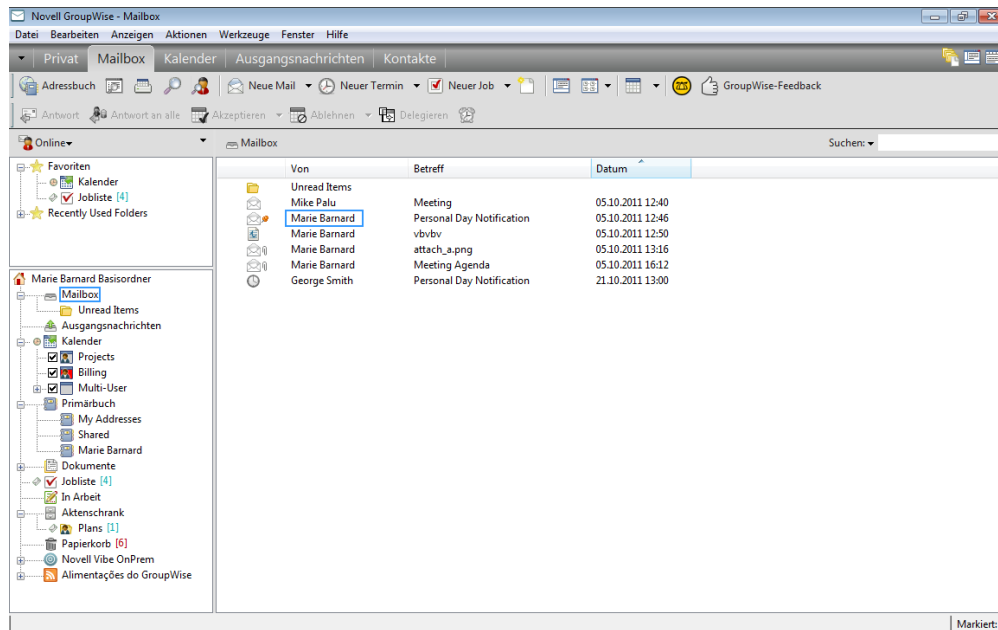 Novell GroupWise - Mailbox
Datei Bearbeiten Anzeigen Aktionen Werkzeuge Fenster Hilfe
Privat Mailbox Kalender Ausgangsnachrichten Kontakte
Adressbuch Neue Mail Neuer Termin Neuer Job GroupWise-Feedback
Antwort Antwort an alle Akzeptieren Ablehnen Delegieren
Online Mailbox Suchen:
Favoriten
Kalender
Jobliste [4]
Recently Used Folders
Marie Barnard Basisordner
Mailbox
Unread Items
Ausgangsnachrichten
Kalender
Projects
Billing
Multi-User
Primärbuch
My Addresses
Shared
Marie Barnard
Dokumente
Jobliste [4]
In Arbeit
Aktenschrank
Plans [1]
Papierkorb [6]
Novell Vibe OnPrem
Alimentações do GroupWise
Von Betreff Datum
Unread Items
Mike Palu Meeting 05.10.2011 12:40
Marie Barnard Personal Day Notification 05.10.2011 12:46
Marie Barnard vbvbv 05.10.2011 12:50
Marie Barnard attach_a.png 05.10.2011 13:16
Marie Barnard Meeting Agenda 05.10.2011 16:12
George Smith Personal Day Notification 21.10.2011 13:00
Markiert: